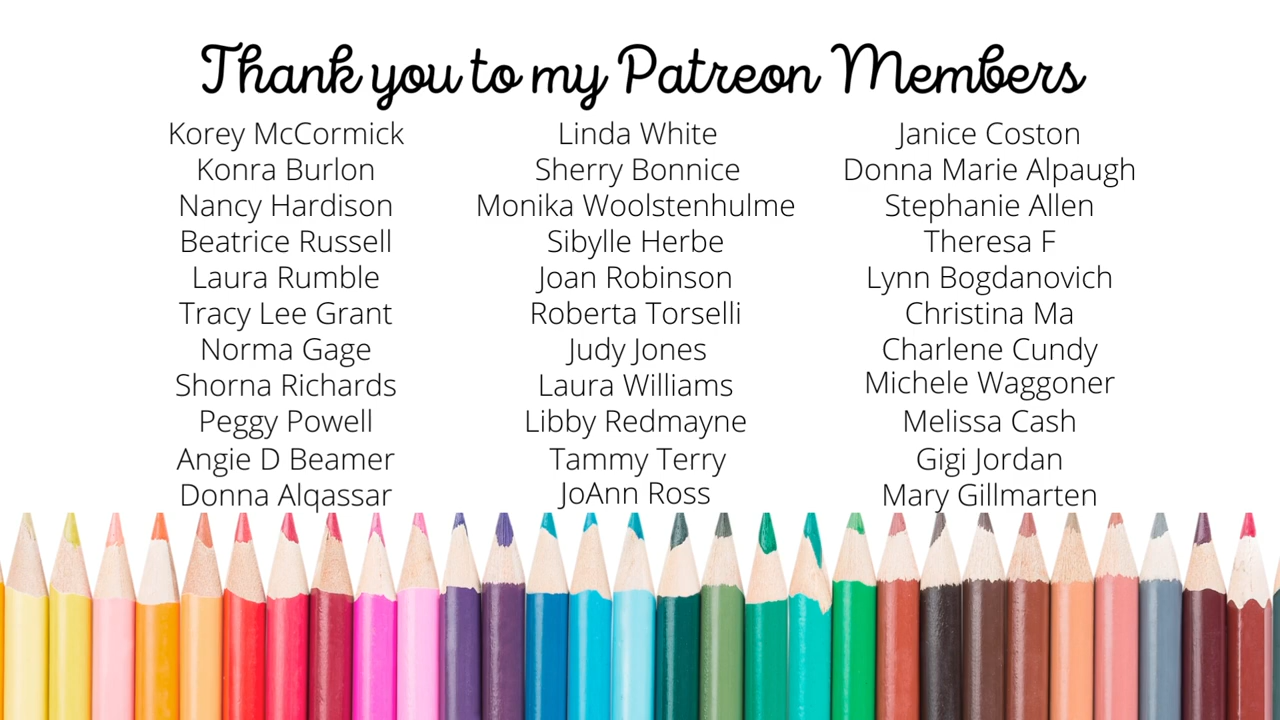 Thank you to my Patreon Members
Korey McCormick
Konra Burlon
Nancy Hardison
Beatrice Russell
Laura Rumble
Tracy Lee Grant
Norma Gage
Shorna Richards
Peggy Powell
Angie D Beamer
Donna Alqassar
Linda White
Sherry Bonnice
Monika Woolstenhulme
Sibylle Herbe
Joan Robinson
Roberta Torselli
Judy Jones
Laura Williams
Libby Redmayne
Tammy Terry
JoAnn Ross
Janice Coston
Donna Marie Alpaugh
Stephanie Allen
Theresa F
Lynn Bogdanovich
Christina Ma
Charlene Cundy
Michele Waggoner
Melissa Cash
Gigi Jordan
Mary Gillmarten